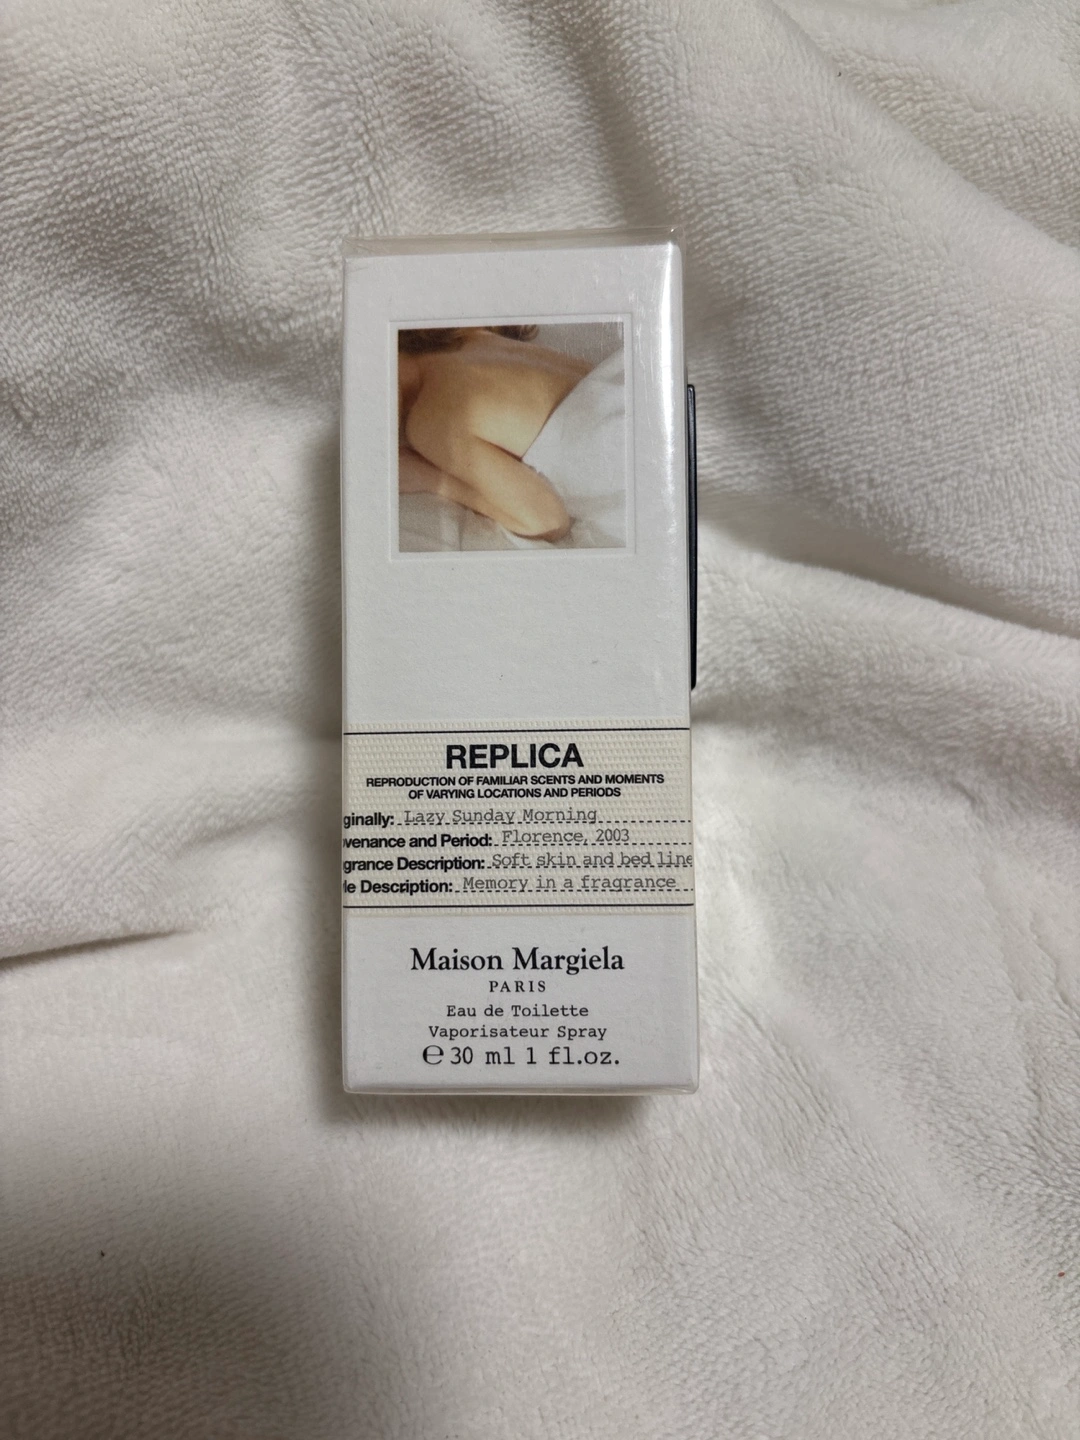 REPLICA
REPRODUCTION OF FAMILIAR SCENTS AND MOMENTS
OF VARYING LOCATIONS AND PERIODS
ginally: Lazy Sunday Morning
venance and Period: Florence, 2003
grance Description: Soft skin and bed line
le Description: Memory in a fragrance
Maison Margiela
PARIS
Eau de Toilette
Vaporisateur Spray
℮ 30 ml 1 fl.oz.